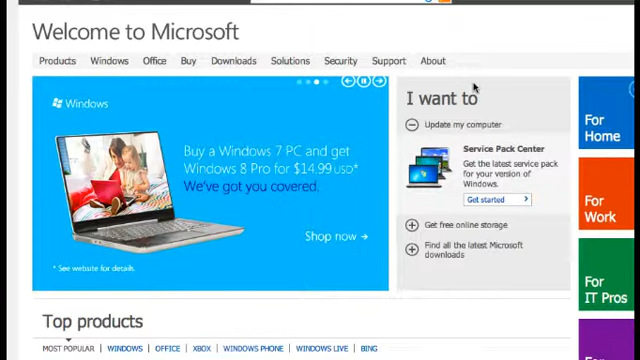 Welcome to Microsoft
Products Windows Office Buy Downloads Solutions Security Support About
Windows
Buy a Windows 7 PC and get
Windows 8 Pro for $14.99 USD*
We've got you covered.
Shop now →
* See website for details.
I want to
Update my computer
Service Pack Center
Get the latest service pack
for your version of
Windows.
Get started
Get free online storage
Find all the latest Microsoft
downloads
For
Home
For
Work
For
IT Pros
For
Top products
MOST POPULAR | WINDOWS | OFFICE | XBOX | WINDOWS PHONE | WINDOWS LIVE | BING